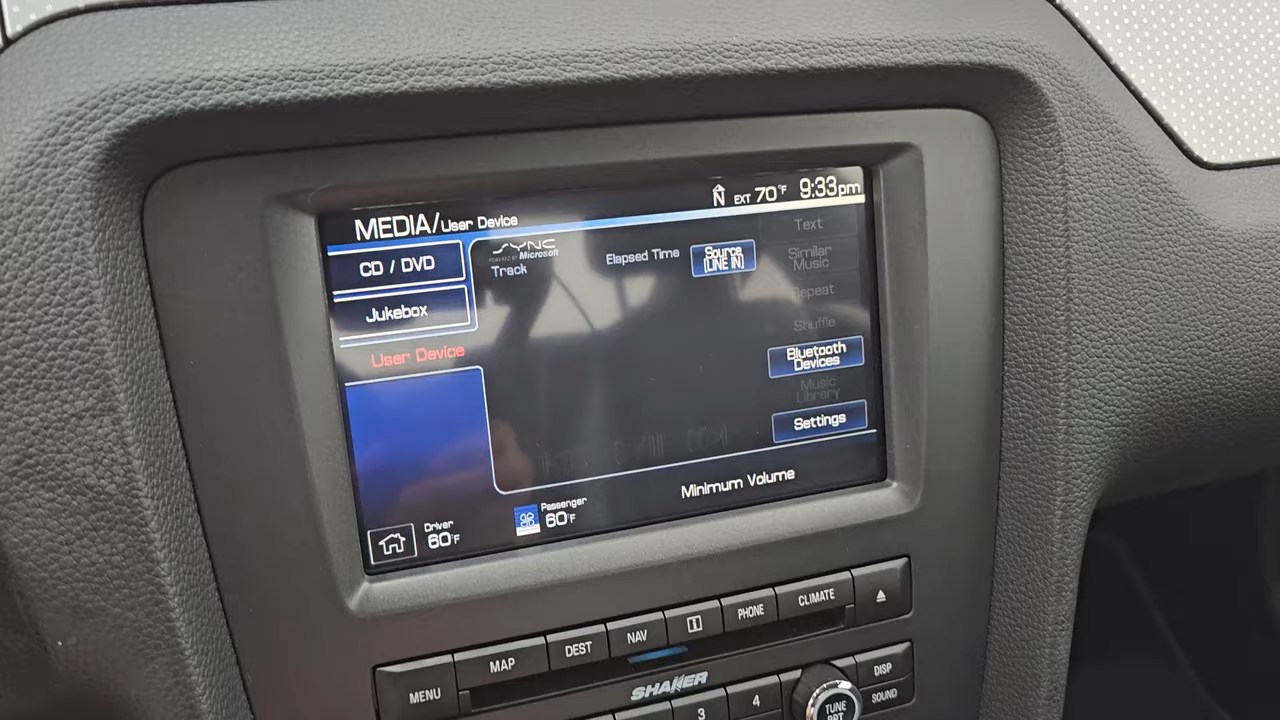 N EXT 70°F 9:33pm
MEDIA/User Device
CD / DVD
SYNC
POWERED BY Microsoft
Track
Elapsed Time
Source
[LINE IN]
Text
Similar
Music
Jukebox
Repeat
Shuffle
User Device
Bluetooth
Devices
Music
Library
Settings
Minimum Volume
Driver
60°F
Passenger
60°F
MENU
MAP
DEST
NAV
i
PHONE
CLIMATE
SHAKER
3
4
DISP
SOUND
TUNE